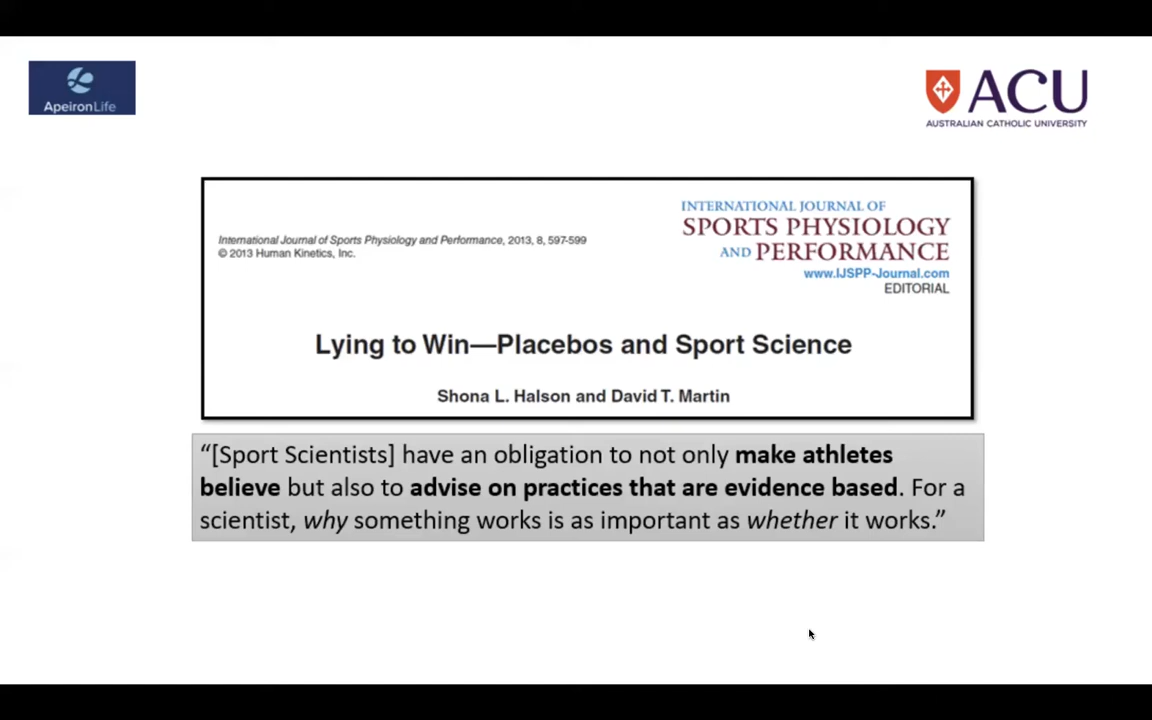 ApeironLife
ACU
AUSTRALIAN CATHOLIC UNIVERSITY
International Journal of Sports Physiology and Performance, 2013, 8, 597-599
© 2013 Human Kinetics, Inc.
INTERNATIONAL JOURNAL OF
SPORTS PHYSIOLOGY
AND PERFORMANCE
www.IJSPP-Journal.com
EDITORIAL
Lying to Win—Placebos and Sport Science
Shona L. Halson and David T. Martin
“[Sport Scientists] have an obligation to not only make athletes
believe but also to advise on practices that are evidence based. For a
scientist, why something works is as important as whether it works.”